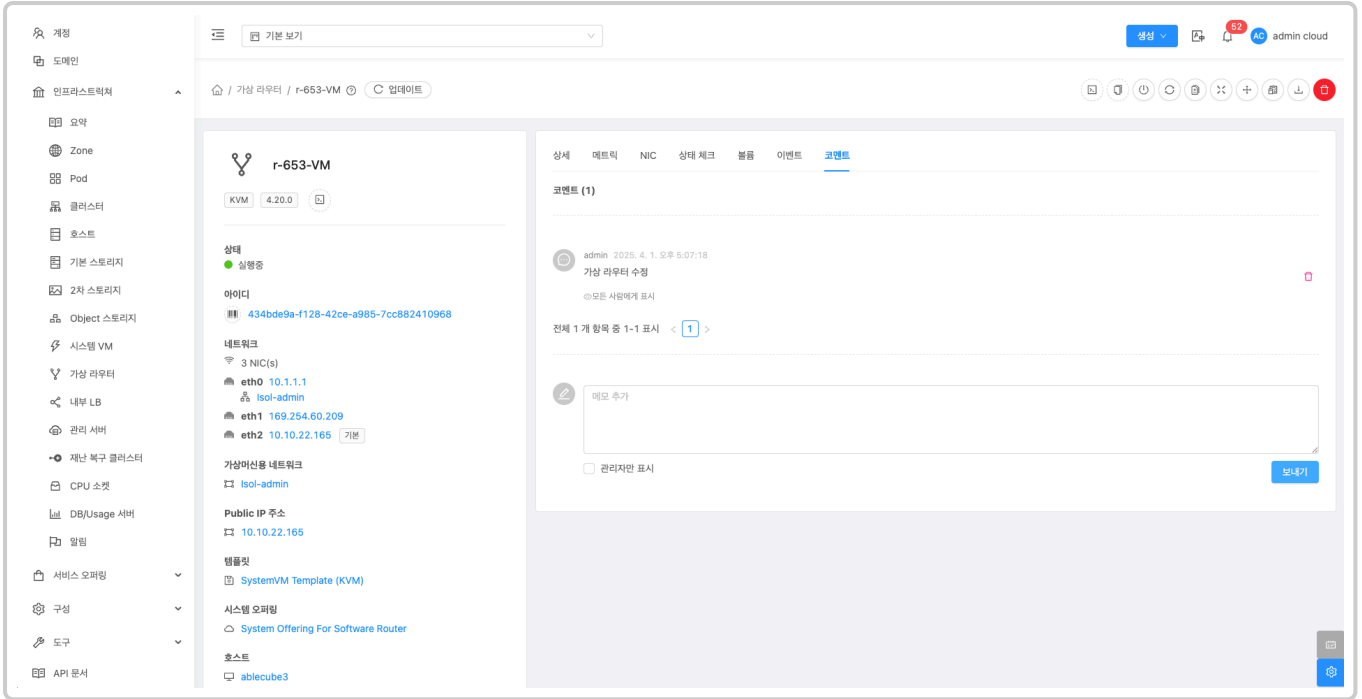 계정
도메인
인프라스트럭쳐
요약
Zone
Pod
클러스터
호스트
기본 스토리지
2차 스토리지
Object 스토리지
시스템 VM
가상 라우터
내부 LB
관리 서버
재난 복구 클러스터
CPU 소켓
DB/Usage 서버
알림
서비스 오퍼링
구성
도구
API 문서
기본 보기
생성
52
AC admin cloud
/ 가상 라우터 / r-653-VM 업데이트
r-653-VM
KVM 4.20.0
상태
실행중
아이디
434bde9a-f128-42ce-a985-7cc882410968
네트워크
3 NIC(s)
eth0 10.1.1.1
lsol-admin
eth1 169.254.60.209
eth2 10.10.22.165 기본
가상머신용 네트워크
lsol-admin
Public IP 주소
10.10.22.165
템플릿
SystemVM Template (KVM)
시스템 오퍼링
System Offering For Software Router
호스트
ablecube3
상세 메트릭 NIC 상태 체크 볼륨 이벤트 코멘트
코멘트 (1)
admin 2025. 4. 1. 오후 5:07:18
가상 라우터 수정
모든 사람에게 표시
전체 1 개 항목 중 1-1 표시 < 1 >
메모 추가
관리자만 표시
보내기